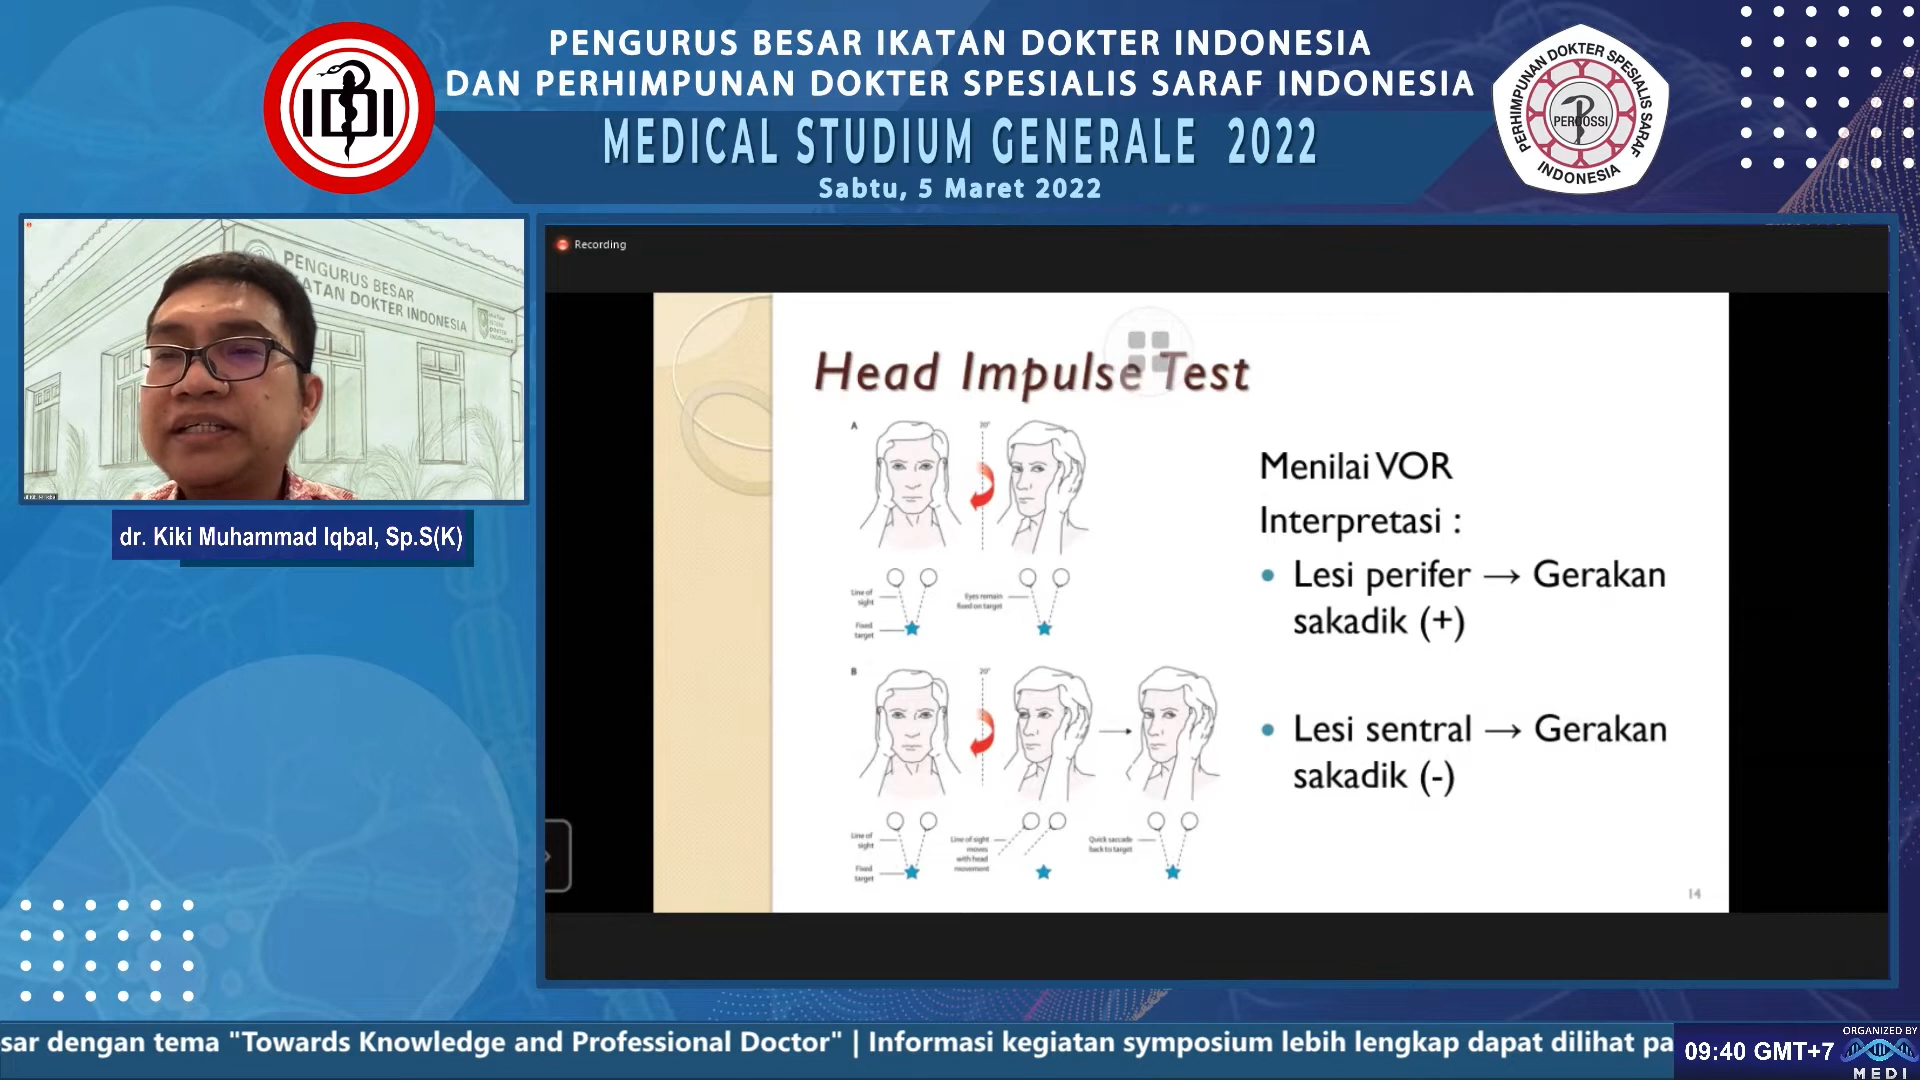 PENGURUS BESAR IKATAN DOKTER INDONESIA
DAN PERHIMPUNAN DOKTER SPESIALIS SARAF INDONESIA
MEDICAL STUDIUM GENERALE 2022
Sabtu, 5 Maret 2022
IDI
PERHIMPUNAN DOKTER SPESIALIS SARAF
PERDOSSI
INDONESIA
PENGURUS BESAR
IKATAN DOKTER INDONESIA
dr. Kiki Muhammad Iqbal, Sp.S(K)
Recording
Head Impulse Test
A
20°
Line of
sight
Fixed
target
Eyes remain
fixed on target
B
20°
Line of
sight
Fixed
target
Line of sight
moves
with head
movement
Quick saccade
back to target
Menilai VOR
Interpretasi :
• Lesi perifer → Gerakan
sakadik (+)
• Lesi sentral → Gerakan
sakadik (-)
14
sar dengan tema "Towards Knowledge and Professional Doctor" | Informasi kegiatan symposium lebih lengkap dapat dilihat pa
09:40 GMT+7
ORGANIZED BY
MEDI